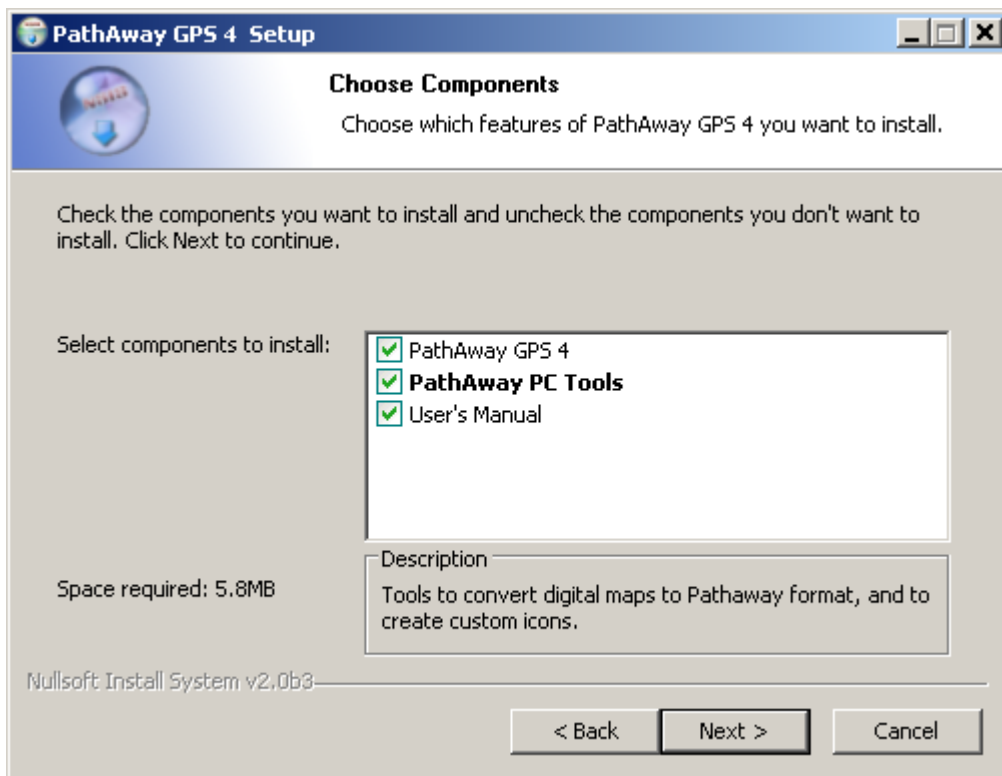 PathAway GPS 4  Setup
Choose Components
Choose which features of PathAway GPS 4 you want to install.
Check the components you want to install and uncheck the components you don't want to
install. Click Next to continue.
Select components to install:
PathAway GPS 4
PathAway PC Tools
User's Manual
Space required: 5.8MB
Description
Tools to convert digital maps to Pathaway format, and to
create custom icons.
Nullsoft Install System v2.0b3
< Back
Next >
Cancel